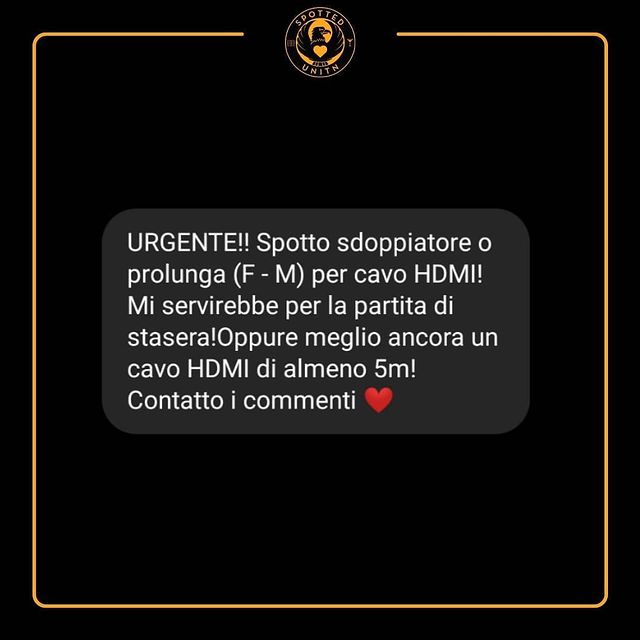 SPOTTED
UNITN
URGENTE!! Spotto sdoppiatore o
prolunga (F - M) per cavo HDMI!
Mi servirebbe per la partita di
stasera!Oppure meglio ancora un
cavo HDMI di almeno 5m!
Contatto i commenti ❤️